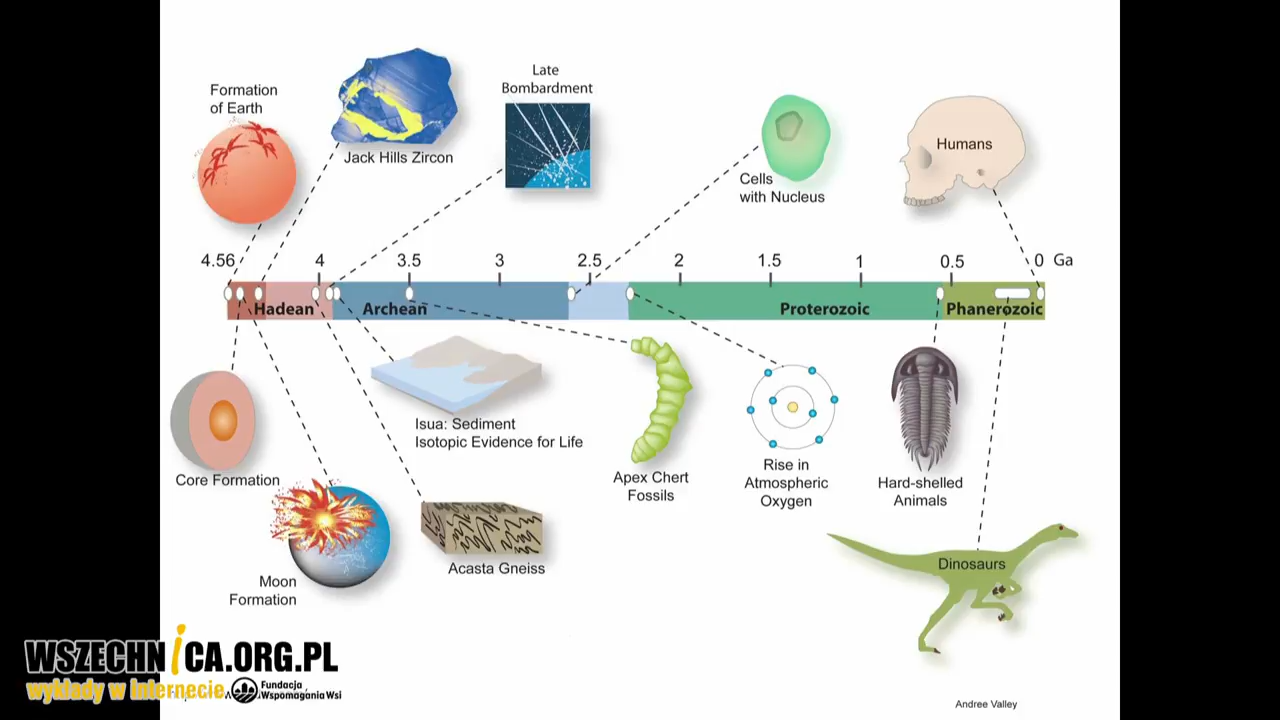 Formation
of Earth
Jack Hills Zircon
Late
Bombardment
Cells
with Nucleus
Humans
4.56
4
3.5
3
2.5
2
1.5
1
0.5
0
Ga
Hadean
Archean
Proterozoic
Phanerozoic
Core Formation
Moon
Formation
Isua: Sediment
Isotopic Evidence for Life
Acasta Gneiss
Apex Chert
Fossils
Rise in
Atmospheric
Oxygen
Hard-shelled
Animals
Dinosaurs
WSZECHNiCA.ORG.PL
wykłady w Internecie
Fundacja
Wspomagania Wsi
Andree Valley